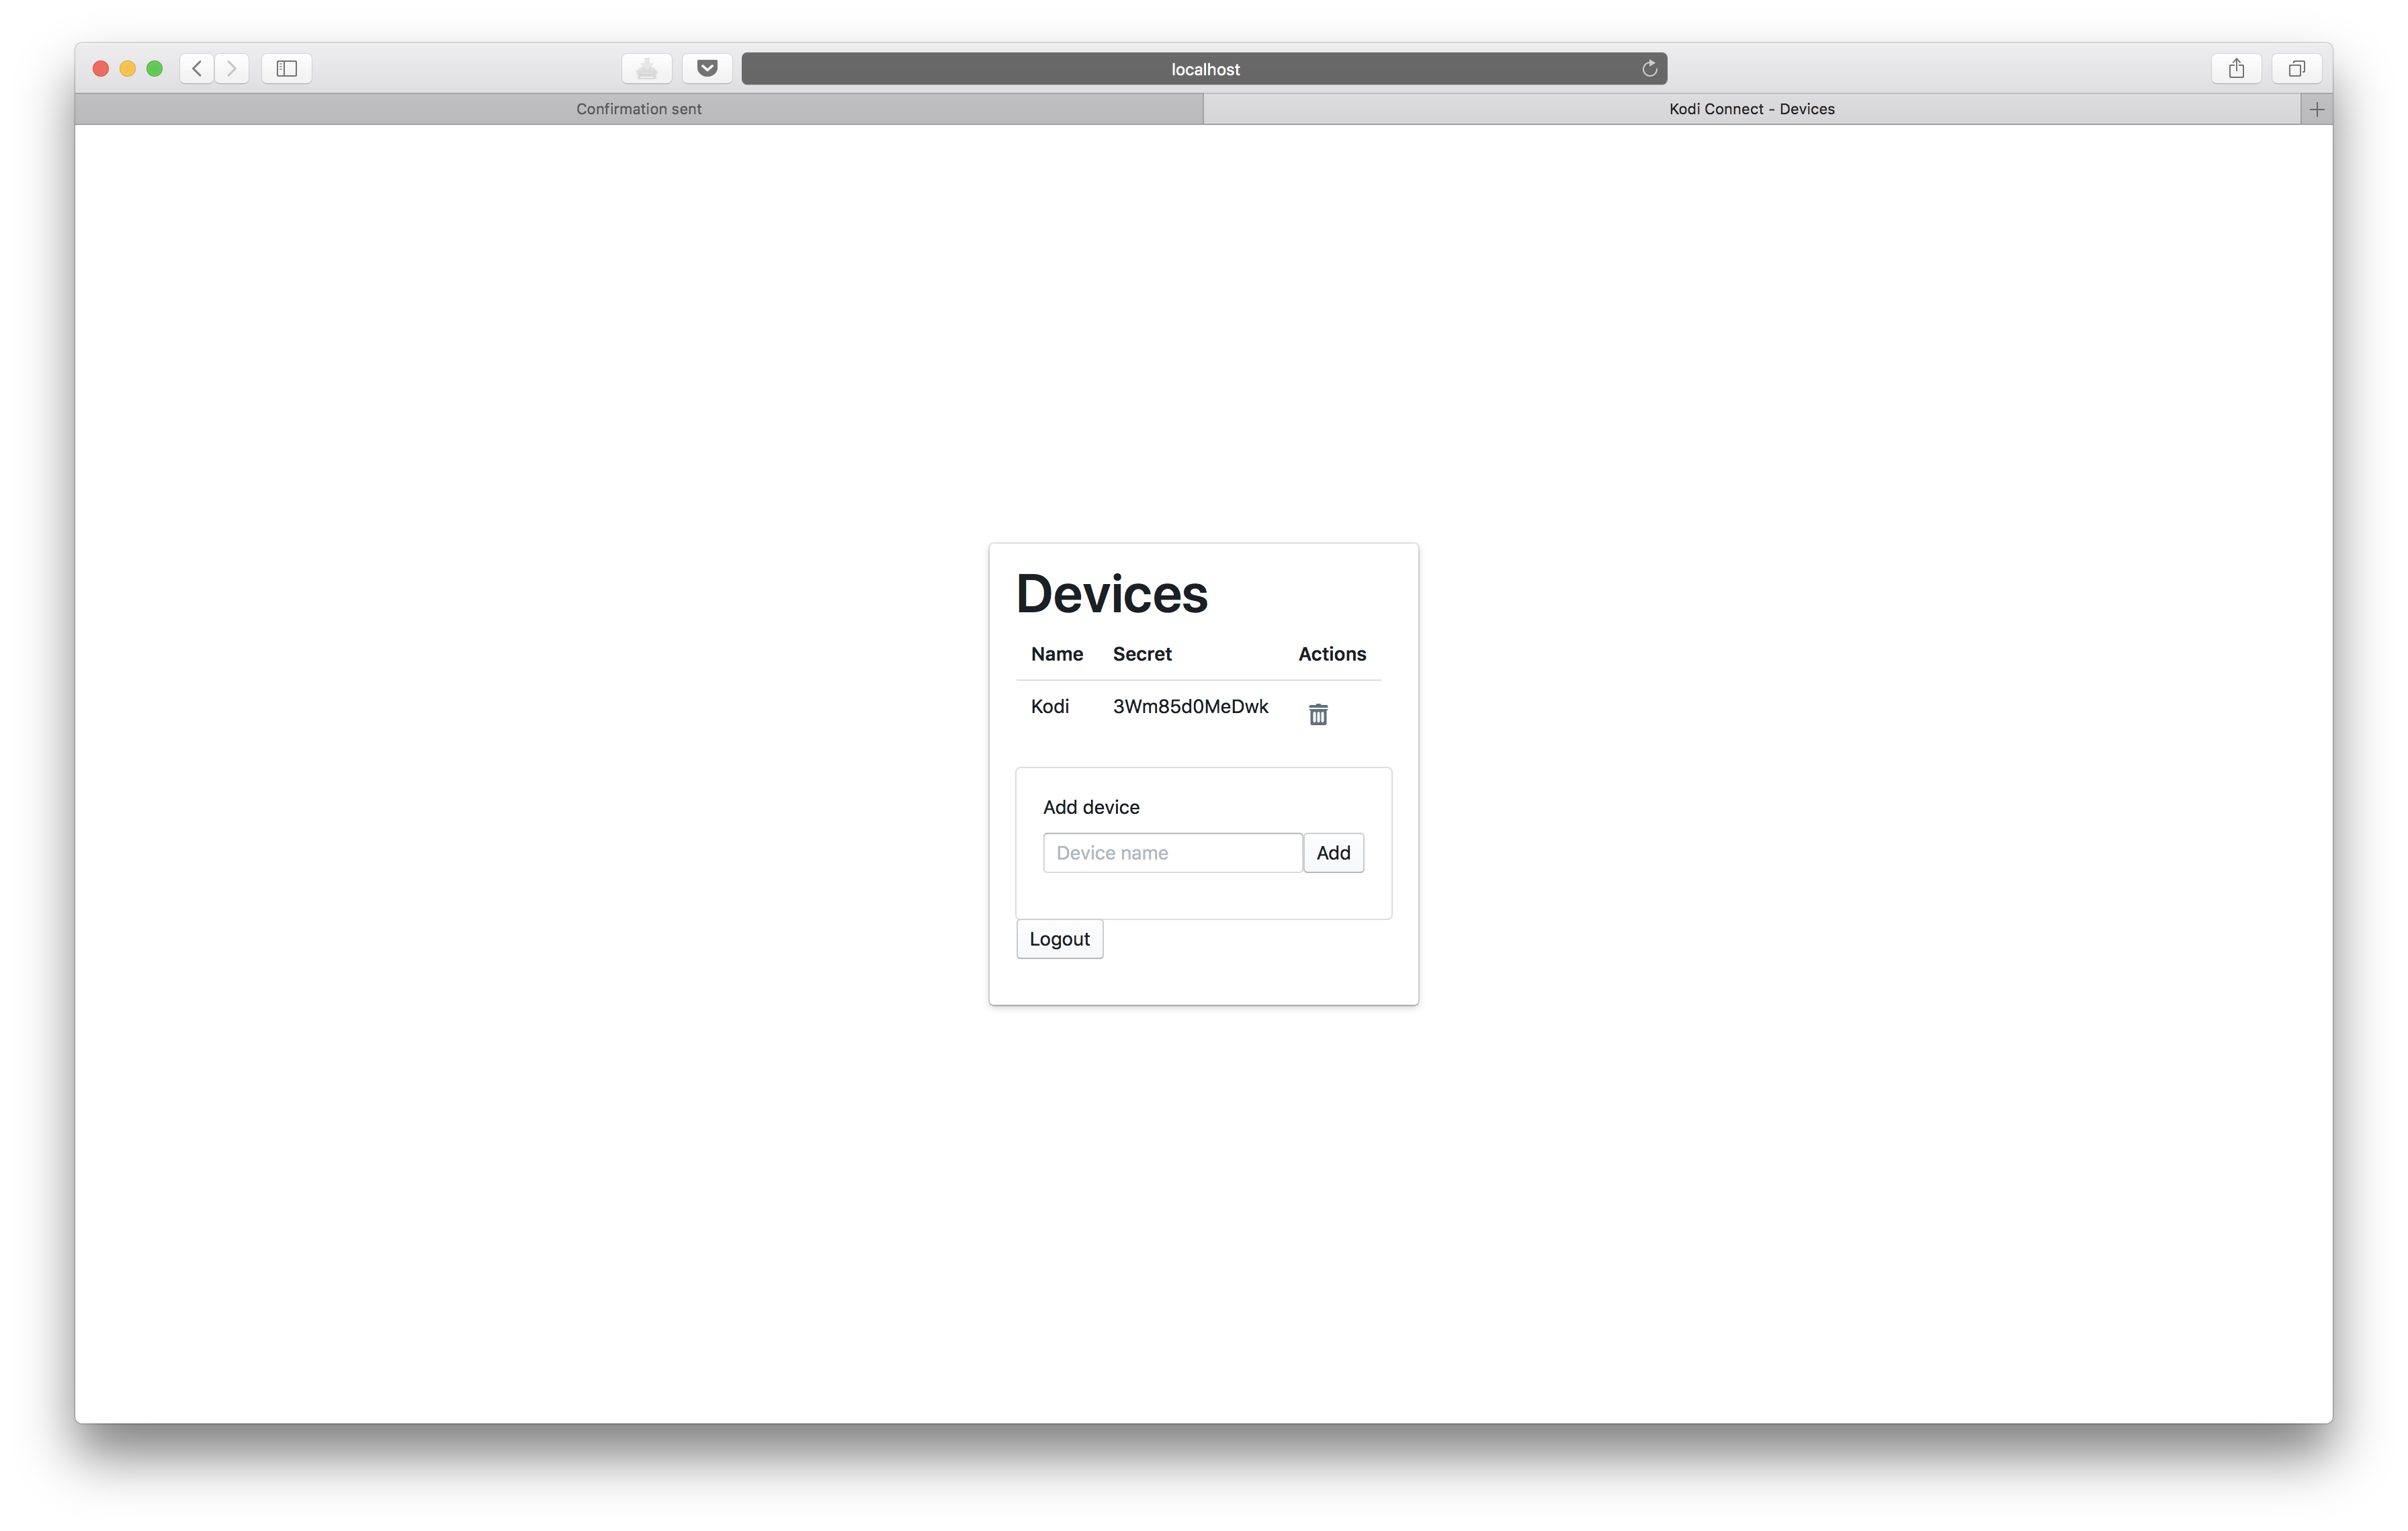 localhost
Confirmation sent
Kodi Connect - Devices
Devices
Name Secret Actions
Kodi 3Wm85d0MeDwk
Add device
Device name Add
Logout